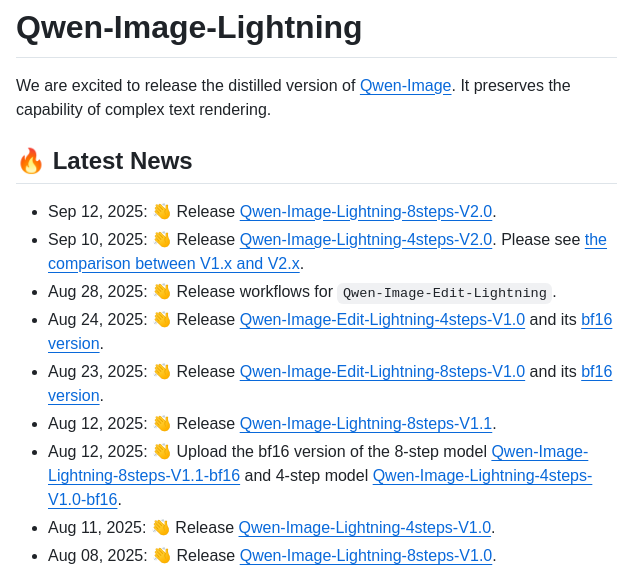 Qwen-Image-Lightning
We are excited to release the distilled version of Qwen-Image. It preserves the
capability of complex text rendering.
🔥 Latest News
• Sep 12, 2025: 👋 Release Qwen-Image-Lightning-8steps-V2.0.
• Sep 10, 2025: 👋 Release Qwen-Image-Lightning-4steps-V2.0. Please see the
comparison between V1.x and V2.x.
• Aug 28, 2025: 👋 Release workflows for Qwen-Image-Edit-Lightning.
• Aug 24, 2025: 👋 Release Qwen-Image-Edit-Lightning-4steps-V1.0 and its bf16
version.
• Aug 23, 2025: 👋 Release Qwen-Image-Edit-Lightning-8steps-V1.0 and its bf16
version.
• Aug 12, 2025: 👋 Release Qwen-Image-Lightning-8steps-V1.1.
• Aug 12, 2025: 👋 Upload the bf16 version of the 8-step model Qwen-Image-
Lightning-8steps-V1.1-bf16 and 4-step model Qwen-Image-Lightning-4steps-
V1.0-bf16.
• Aug 11, 2025: 👋 Release Qwen-Image-Lightning-4steps-V1.0.
• Aug 08, 2025: 👋 Release Qwen-Image-Lightning-8steps-V1.0.